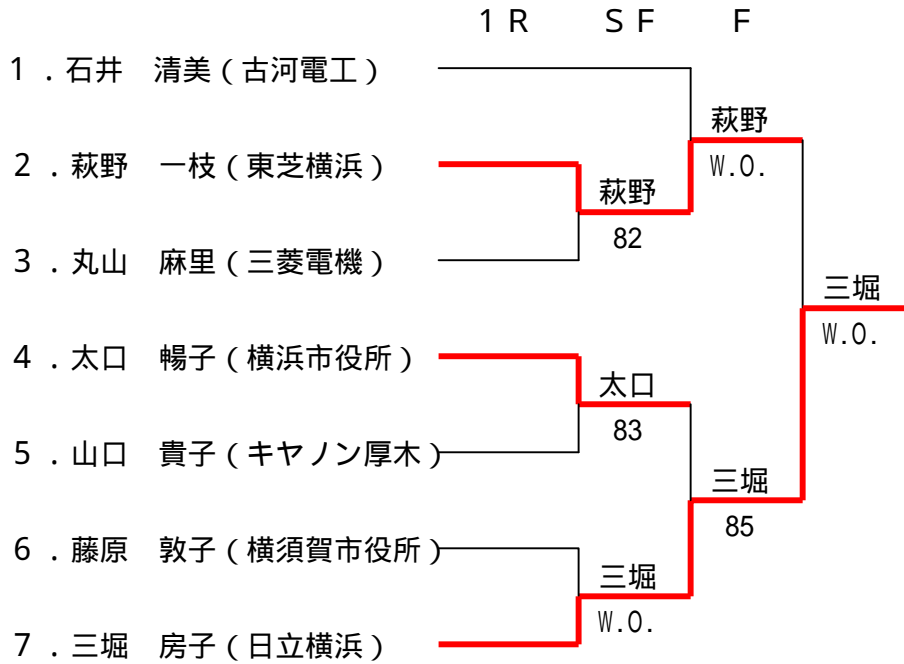 1 R S F F
1 . 石井 清美 ( 古河電工 )
萩野
2 . 萩野 一枝 ( 東芝横浜 )
W.O.
萩野
82
3 . 丸山 麻里 ( 三菱電機 )
三堀
W.O.
4 . 太口 暢子 ( 横浜市役所 )
太口
83
5 . 山口 貴子 ( キヤノン厚木 )
三堀
85
6 . 藤原 敦子 ( 横須賀市役所 )
三堀
W.O.
7 . 三堀 房子 ( 日立横浜 )